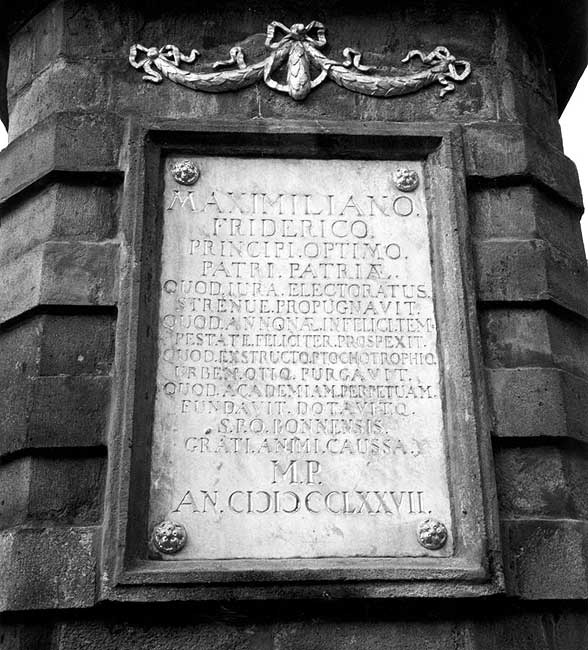 MAXIMILIANO.
FRIDERICO.
PRINCIPI.OPTIMO.
PATRI.PATRIÆ.
QUOD.IURA.ELECTORATUS.
STRENUE.PROPUGNAVIT.
QUOD.ANNONÆ.INFELICI.TEM
PESTATE.FELICITER.PROSPEXIT.
QUOD.EXSTRUCTO.PTOCHOTROPHIO.
URBEM.OTIO.PURGAVIT.
QUOD.ACADEMIAM.PERPETUAM.
FUNDAVIT.DOTAVITQ.
S.P.Q.BONNENSIS.
GRATI.ANIMI.CAUSSA.
M.P.
AN.CIƆIƆCCLXXVII.